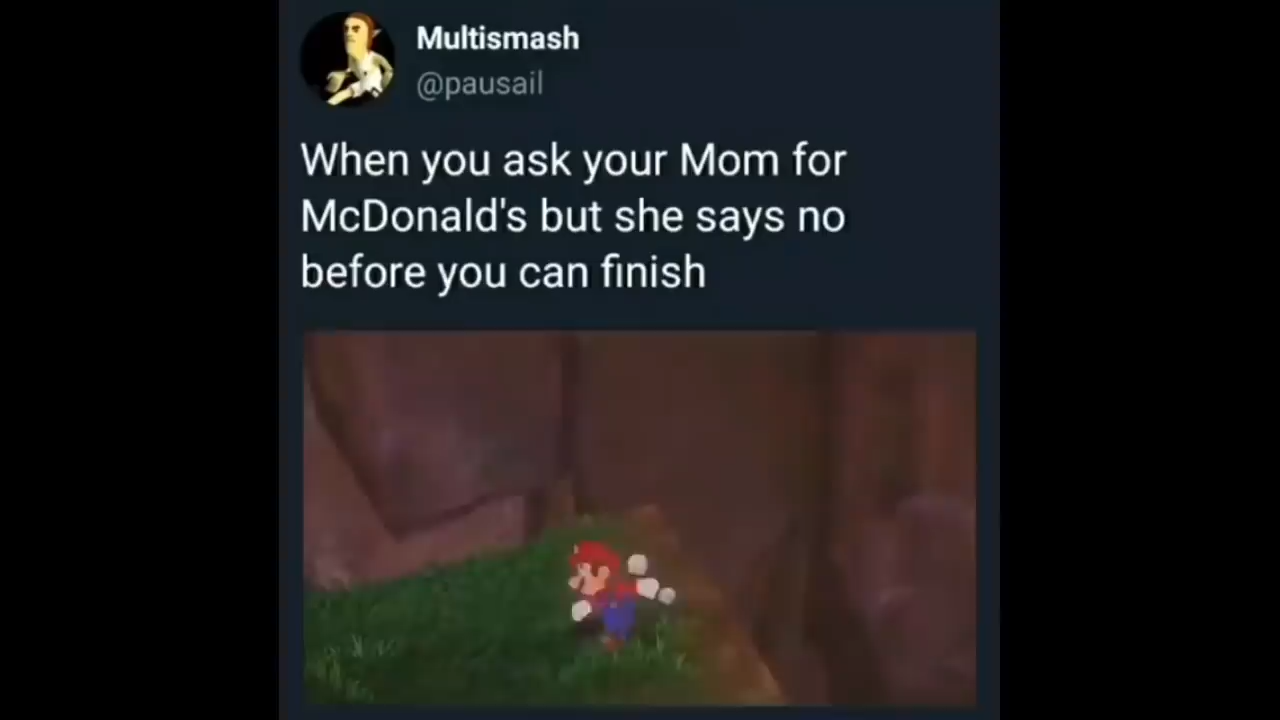 Multismash
@pausail
When you ask your Mom for
McDonald's but she says no
before you can finish